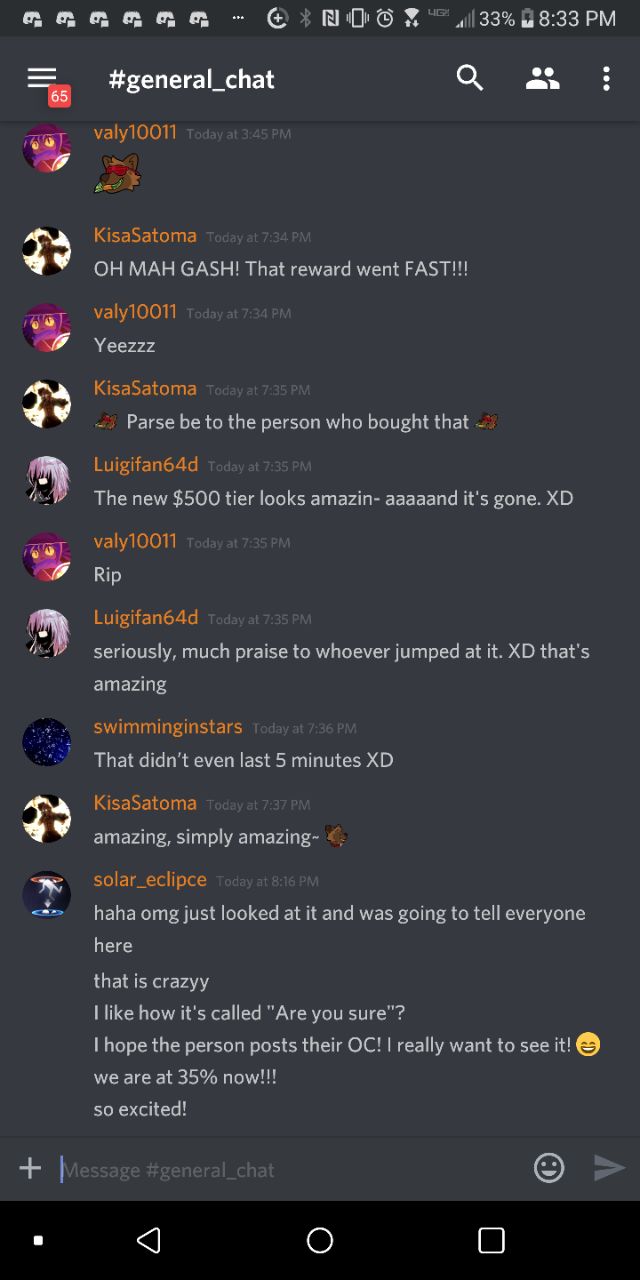 33% 8:33 PM
65
#general_chat
valy10011 Today at 3:45 PM
KisaSatoma Today at 7:34 PM
OH MAH GASH! That reward went FAST!!!
valy10011 Today at 7:34 PM
Yeezzz
KisaSatoma Today at 7:35 PM
Parse be to the person who bought that
Luigifan64d Today at 7:35 PM
The new $500 tier looks amazin- aaaaand it's gone. XD
valy10011 Today at 7:35 PM
Rip
Luigifan64d Today at 7:35 PM
seriously, much praise to whoever jumped at it. XD that's
amazing
swimminginstars Today at 7:36 PM
That didn’t even last 5 minutes XD
KisaSatoma Today at 7:37 PM
amazing, simply amazing~
solar_eclipce Today at 8:16 PM
haha omg just looked at it and was going to tell everyone
here
that is crazyy
I like how it's called "Are you sure"?
I hope the person posts their OC! I really want to see it! 😄
we are at 35% now!!!
so excited!
Message #general_chat